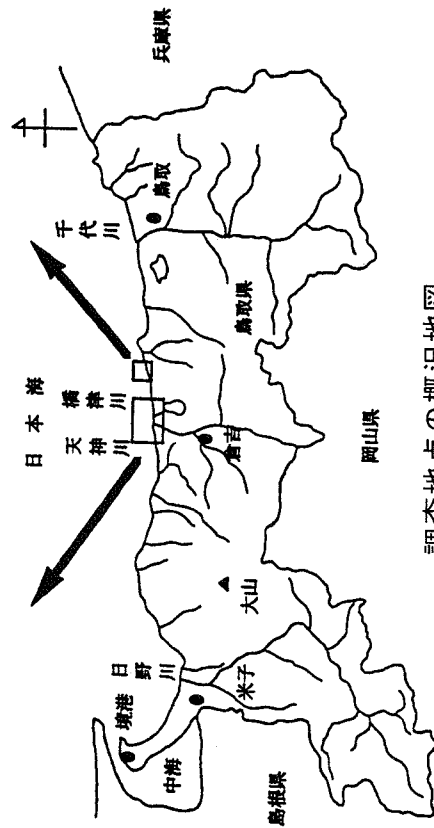 日本海
天神川
橋津川
千代川
兵庫県
鳥取
鳥取県
倉吉
岡山県
大山
日野川
米子
境港
中海
島根県
調査地点の概況地図